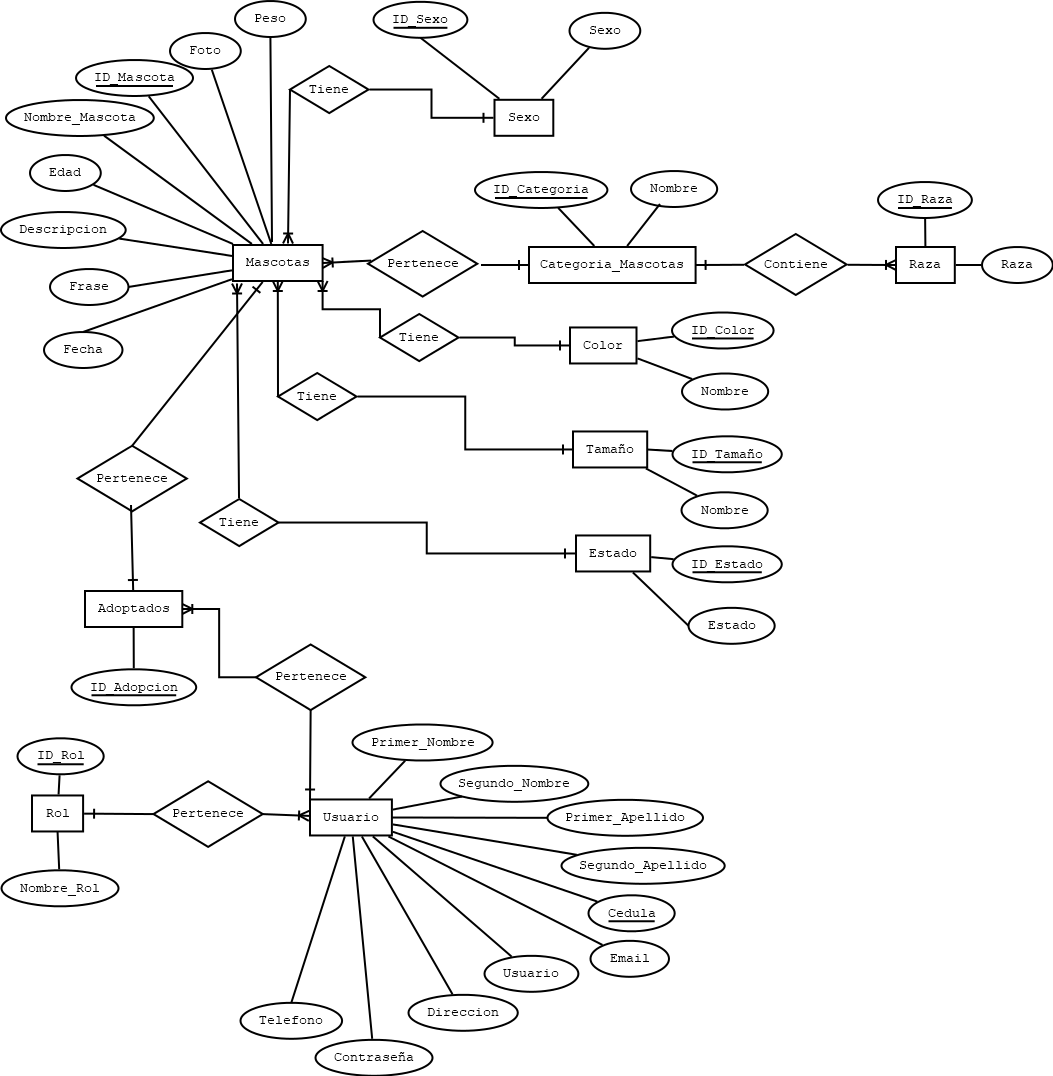 Peso
ID_Sexo
Sexo
Foto
ID_Mascota
Tiene
Nombre_Mascota
Sexo
Edad
ID_Categoria
Nombre
ID_Raza
Descripcion
Mascotas
Pertenece
Categoria_Mascotas
Contiene
Raza
Raza
Frase
Fecha
Tiene
Color
ID_Color
Nombre
Tiene
Tamaño
ID_Tamaño
Pertenece
Nombre
Tiene
Estado
ID_Estado
Adoptados
Estado
ID_Adopcion
Pertenece
Primer_Nombre
ID_Rol
Segundo_Nombre
Rol
Pertenece
Usuario
Primer_Apellido
Segundo_Apellido
Nombre_Rol
Cedula
Email
Usuario
Direccion
Telefono
Contraseña